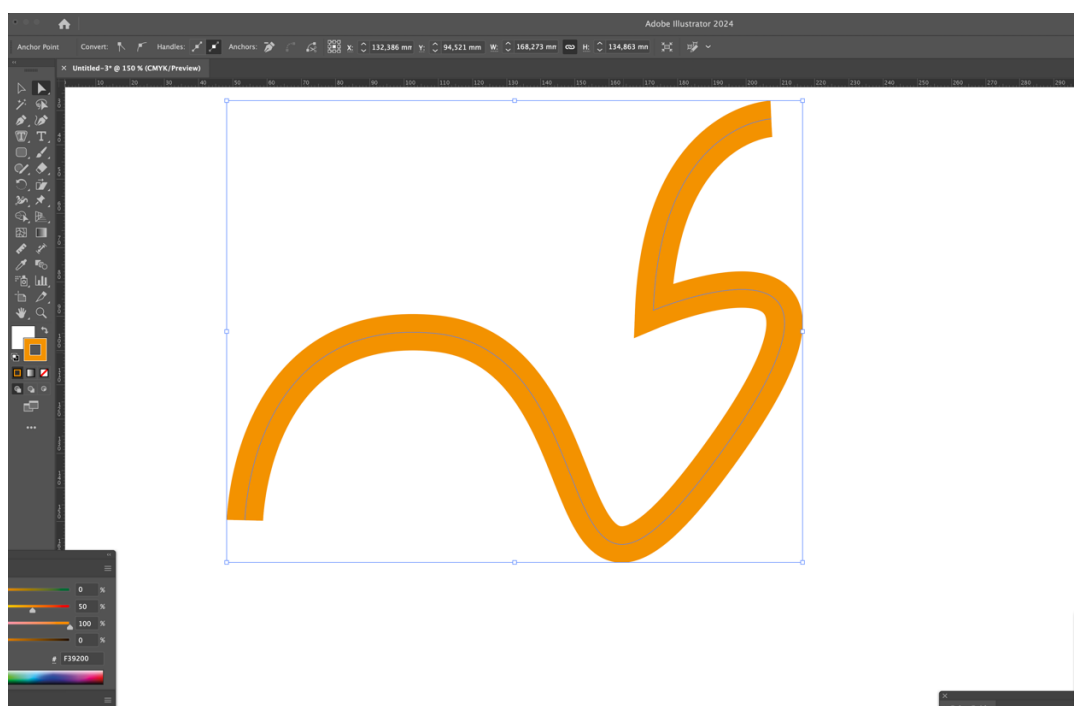 Adobe Illustrator 2024
Anchor Point Convert: Handles: Anchors: X: 132,386 mm Y: 94,521 mm W: 168,273 mm H: 134,863 mm
× Untitled-3* @ 150 % (CMYK/Preview)
10 20 30 40 50 60 70 80 90 100 110 120 130 140 150 160 170 180 190 200 210 220 230 240 250 260 270 280 290
0 %
50 %
100 %
0 %
# F39200